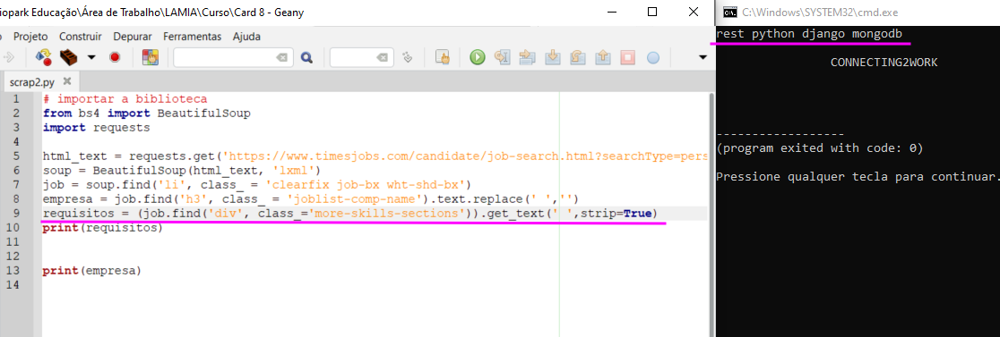 iopark Educação\Área de Trabalho\LAMIA\Curso\Card 8 - Geany
Projeto Construir Depurar Ferramentas Ajuda
scrap2.py
1 # importar a biblioteca
2 from bs4 import BeautifulSoup
3 import requests
4
5 html_text = requests.get('https://www.timesjobs.com/candidate/job-search.html?searchType=pers
6 soup = BeautifulSoup(html_text, 'lxml')
7 job = soup.find('li', class_ = 'clearfix job-bx wht-shd-bx')
8 empresa = job.find('h3', class_ = 'joblist-comp-name').text.replace(' ','')
9 requisitos = (job.find('div', class_='more-skills-sections')).get_text(' ',strip=True)
10 print(requisitos)
11
12
13 print(empresa)
14
C:\Windows\SYSTEM32\cmd.exe
rest python django mongodb
CONNECTING2WORK
------------------
(program exited with code: 0)
Pressione qualquer tecla para continuar.